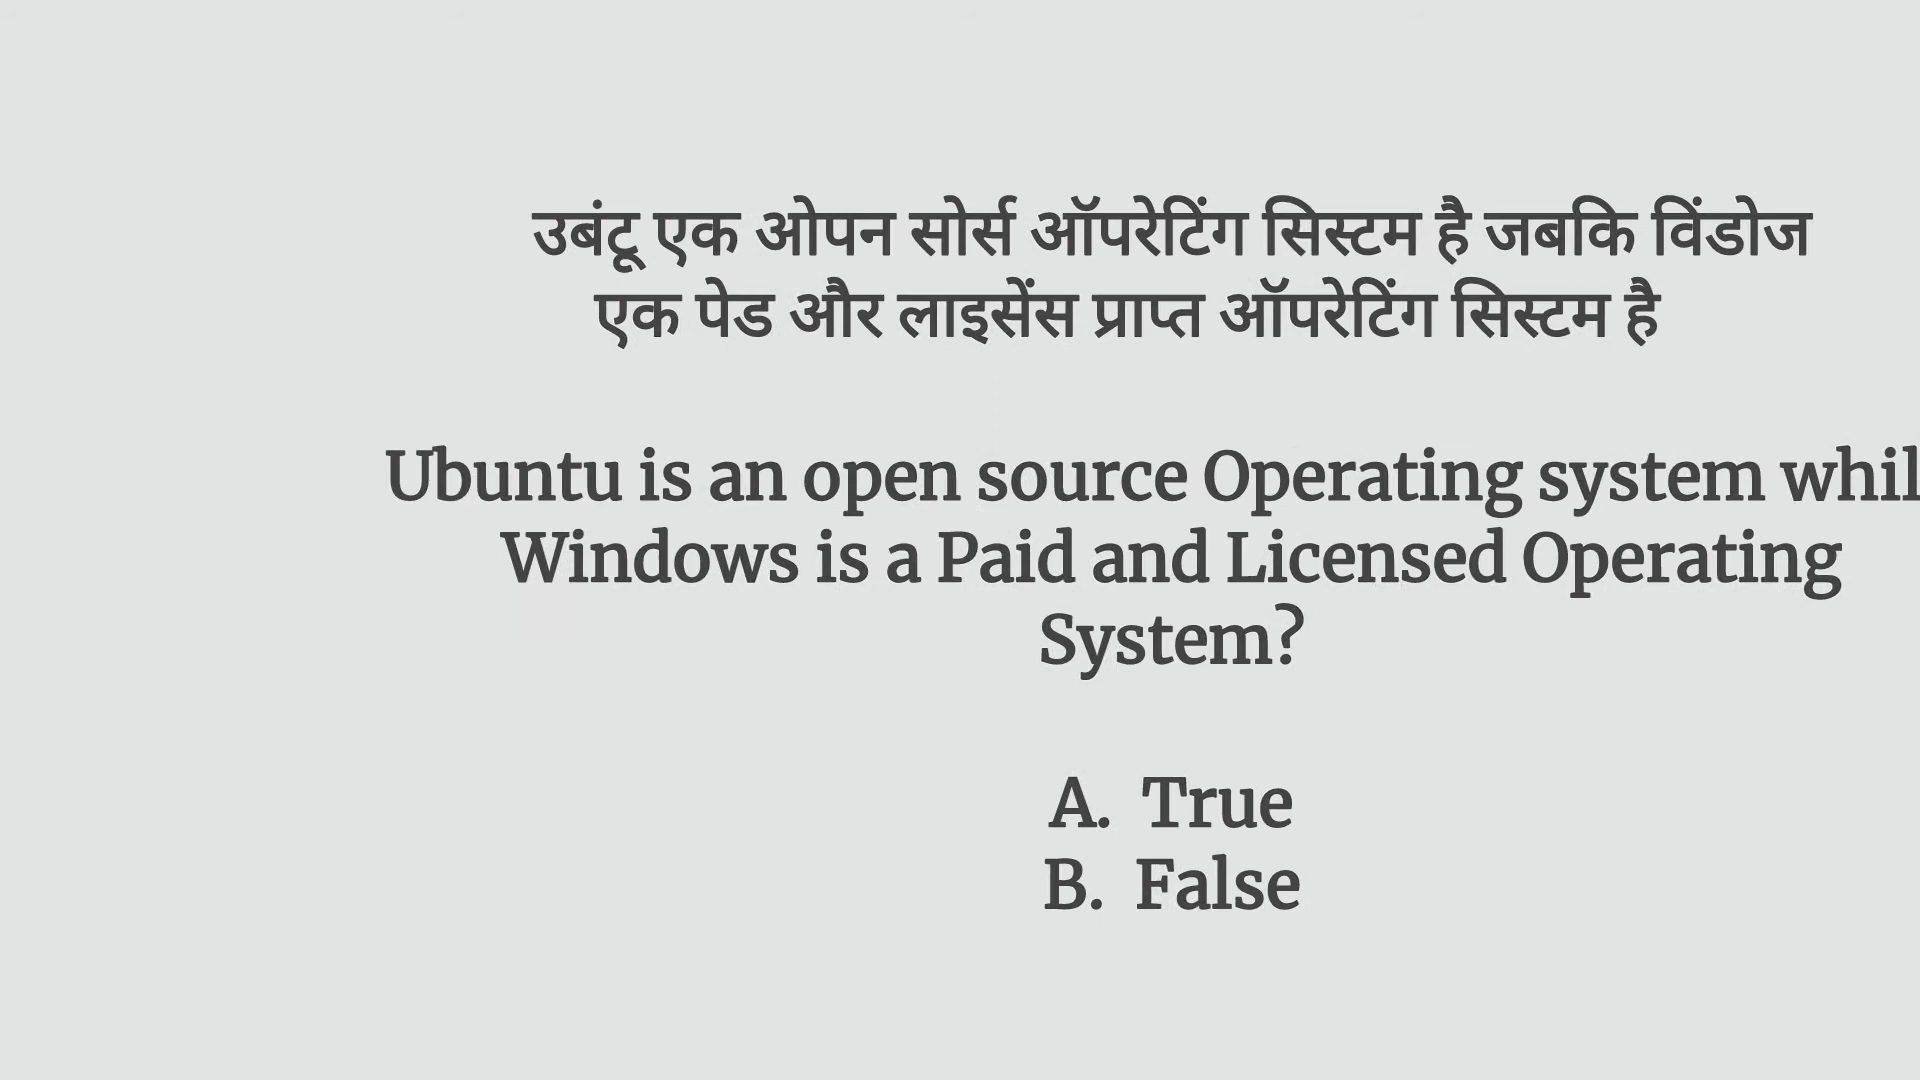 उबंटू एक ओपन सोर्स ऑपरेटिंग सिस्टम है जबकि विंडोज
एक पेड और लाइसेंस प्राप्त ऑपरेटिंग सिस्टम है
Ubuntu is an open source Operating system whil
Windows is a Paid and Licensed Operating
System?
A. True
B. False